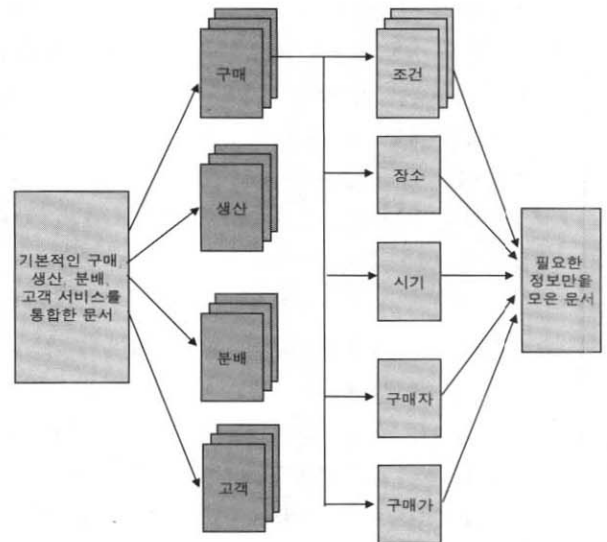 구매
조건
생산
장소
기본적인 구매,
생산, 분배,
고객 서비스를
통합한 문서
시기
필요한
정보만을
모은 문서
분배
구매자
고객
구매가